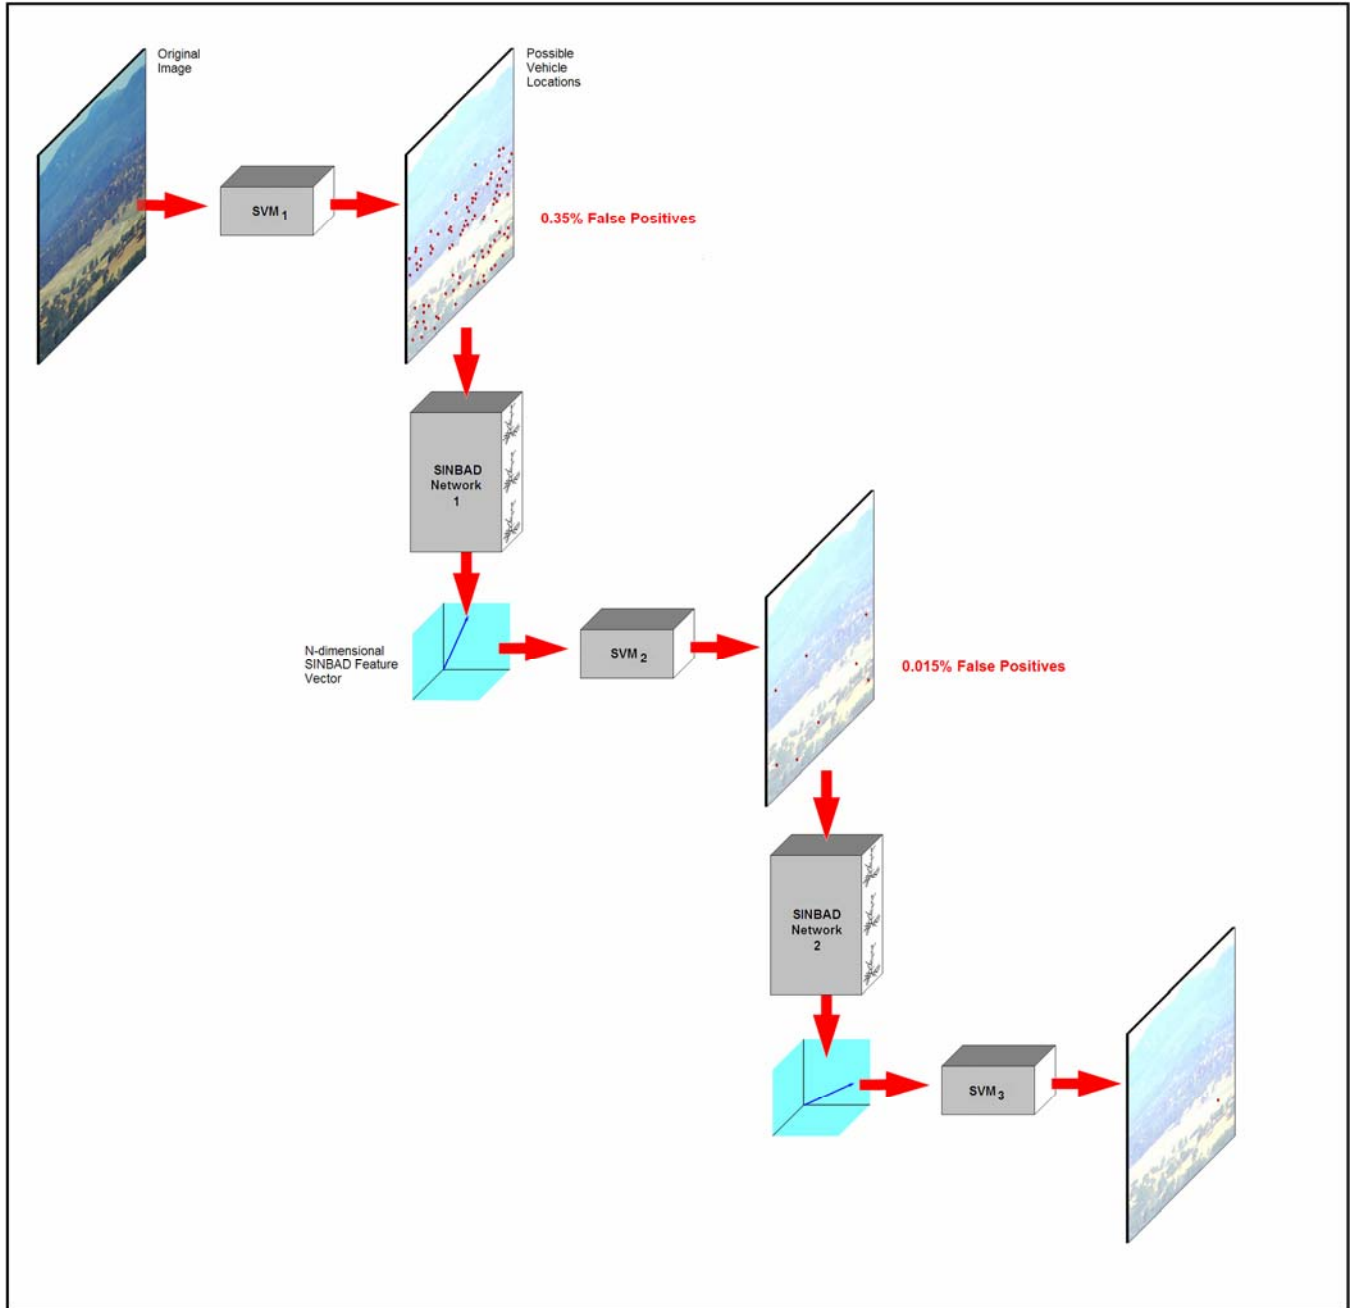 Original
Image
Possible
Vehicle
Locations
SVM 1
0.35% False Positives
SINBAD
Network
1
N-dimensional
SINBAD Feature
Vector
SVM 2
0.015% False Positives
SINBAD
Network
2
SVM 3